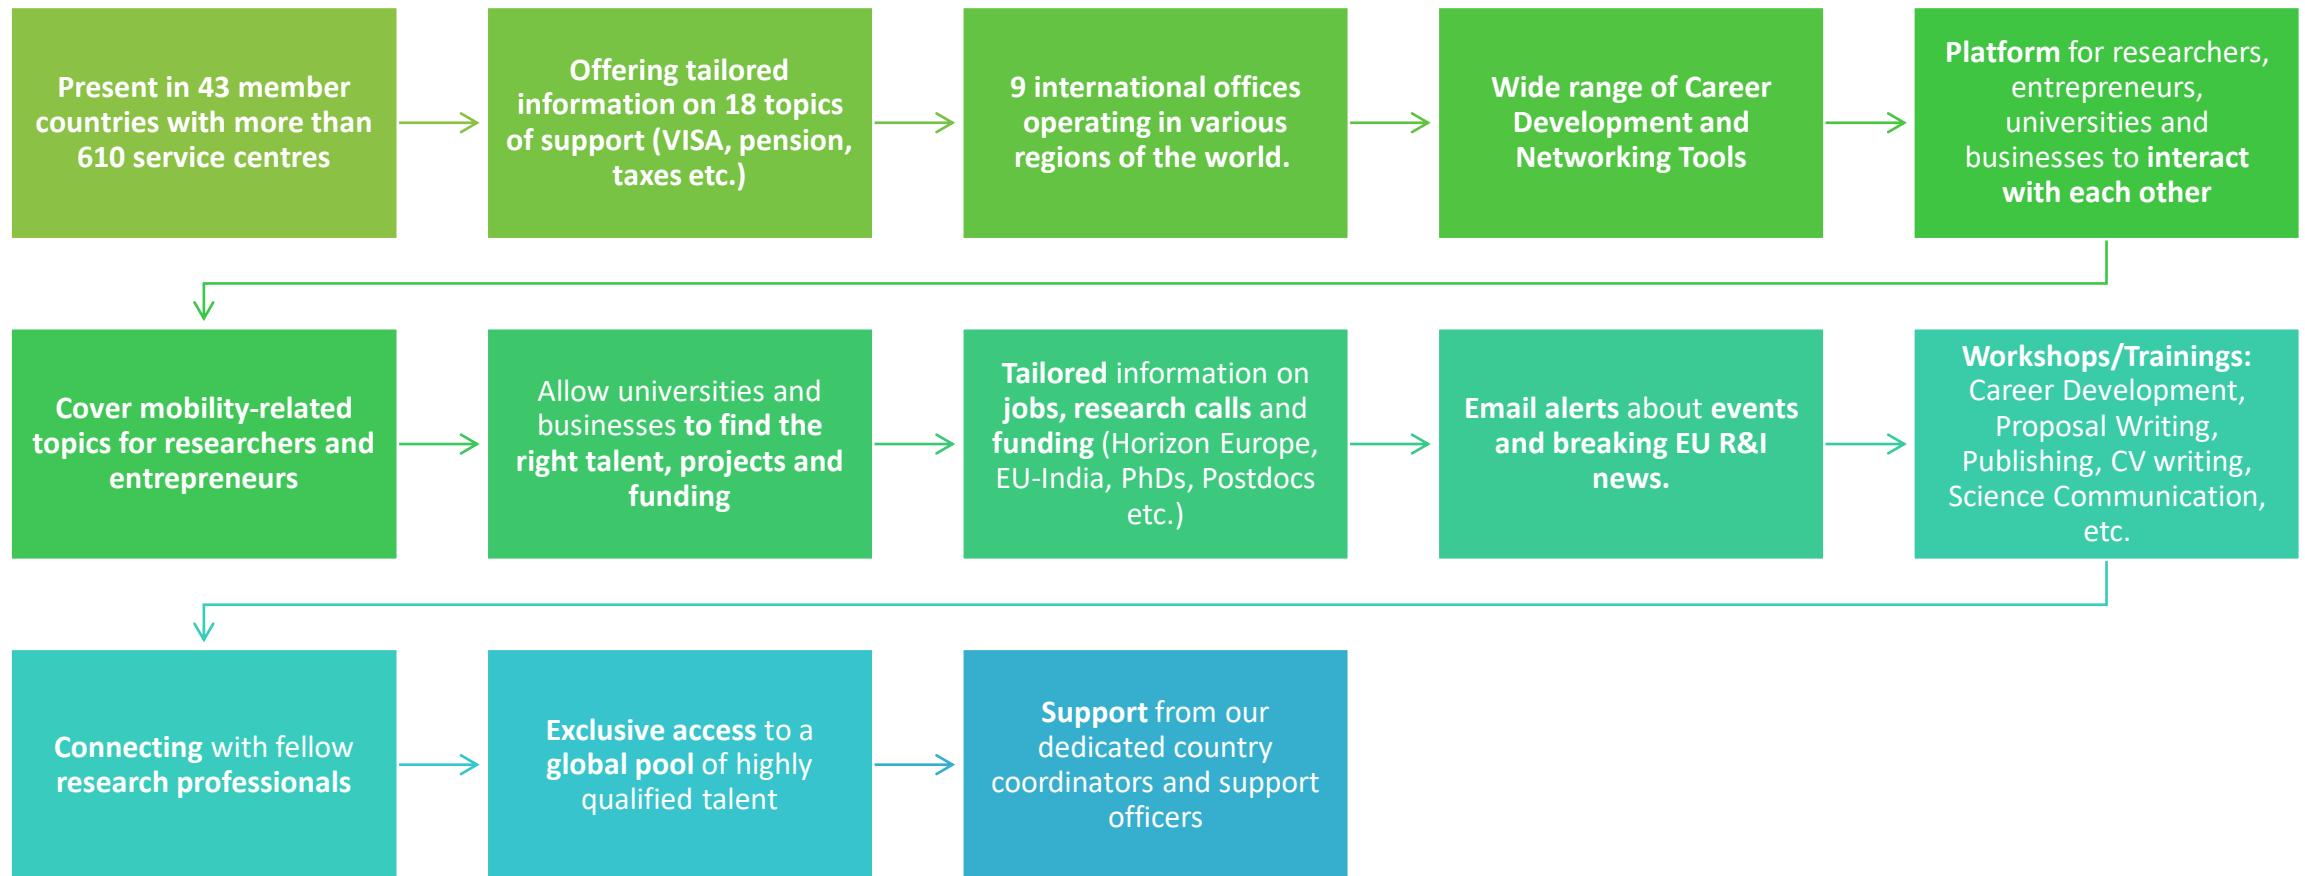 Present in 43 member
countries with more than
610 service centres
Offering tailored
information on 18 topics
of support (VISA, pension,
taxes etc.)
9 international offices
operating in various
regions of the world.
Wide range of Career
Development and
Networking Tools
Platform for researchers,
entrepreneurs,
universities and
businesses to interact
with each other
Cover mobility-related
topics for researchers and
entrepreneurs
Allow universities and
businesses to find the
right talent, projects and
funding
Tailored information on
jobs, research calls and
funding (Horizon Europe,
EU-India, PhDs, Postdocs
etc.)
Email alerts about events
and breaking EU R&I
news.
Workshops/Trainings:
Career Development,
Proposal Writing,
Publishing, CV writing,
Science Communication,
etc.
Connecting with fellow
research professionals
Exclusive access to a
global pool of highly
qualified talent
Support from our
dedicated country
coordinators and support
officers